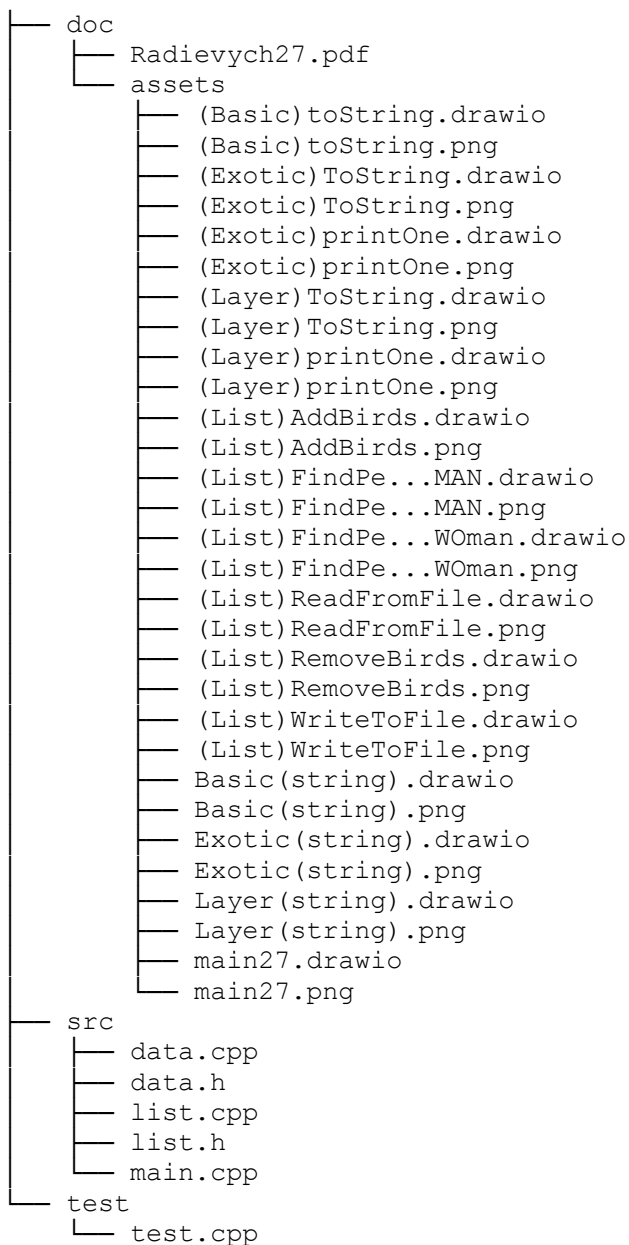 ├── doc
│   ├── Radievych27.pdf
│   └── assets
│       ├── (Basic)toString.drawio
│       ├── (Basic)toString.png
│       ├── (Exotic)ToString.drawio
│       ├── (Exotic)ToString.png
│       ├── (Exotic)printOne.drawio
│       ├── (Exotic)printOne.png
│       ├── (Layer)ToString.drawio
│       ├── (Layer)ToString.png
│       ├── (Layer)printOne.drawio
│       ├── (Layer)printOne.png
│       ├── (List)AddBirds.drawio
│       ├── (List)AddBirds.png
│       ├── (List)FindPe...MAN.drawio
│       ├── (List)FindPe...MAN.png
│       ├── (List)FindPe...WOman.drawio
│       ├── (List)FindPe...WOman.png
│       ├── (List)ReadFromFile.drawio
│       ├── (List)ReadFromFile.png
│       ├── (List)RemoveBirds.drawio
│       ├── (List)RemoveBirds.png
│       ├── (List)WriteToFile.drawio
│       ├── (List)WriteToFile.png
│       ├── Basic(string).drawio
│       ├── Basic(string).png
│       ├── Exotic(string).drawio
│       ├── Exotic(string).png
│       ├── Layer(string).drawio
│       ├── Layer(string).png
│       ├── main27.drawio
│       └── main27.png
├── src
│   ├── data.cpp
│   ├── data.h
│   ├── list.cpp
│   ├── list.h
│   └── main.cpp
└── test
    └── test.cpp